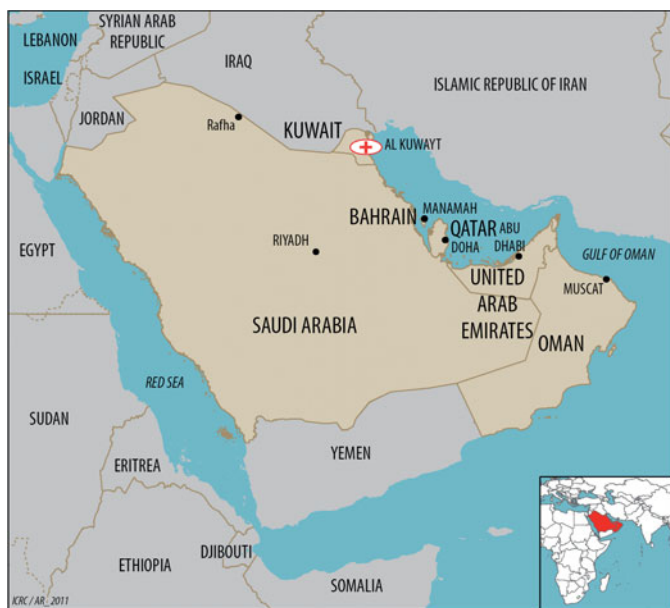 SYRIAN ARAB
REPUBLIC
LEBANON
ISRAEL
IRAQ
ISLAMIC REPUBLIC OF IRAN
JORDAN
Rafha
KUWAIT
AL KUWAYT
BAHRAIN
MANAMAH
QATAR
DOHA
ABU
DHABI
EGYPT
RIYADH
GULF OF OMAN
UNITED
ARAB
EMIRATES
MUSCAT
SAUDI ARABIA
OMAN
RED SEA
SUDAN
YEMEN
ERITREA
DJIBOUTI
ETHIOPIA
SOMALIA
ICRC / AR_2011